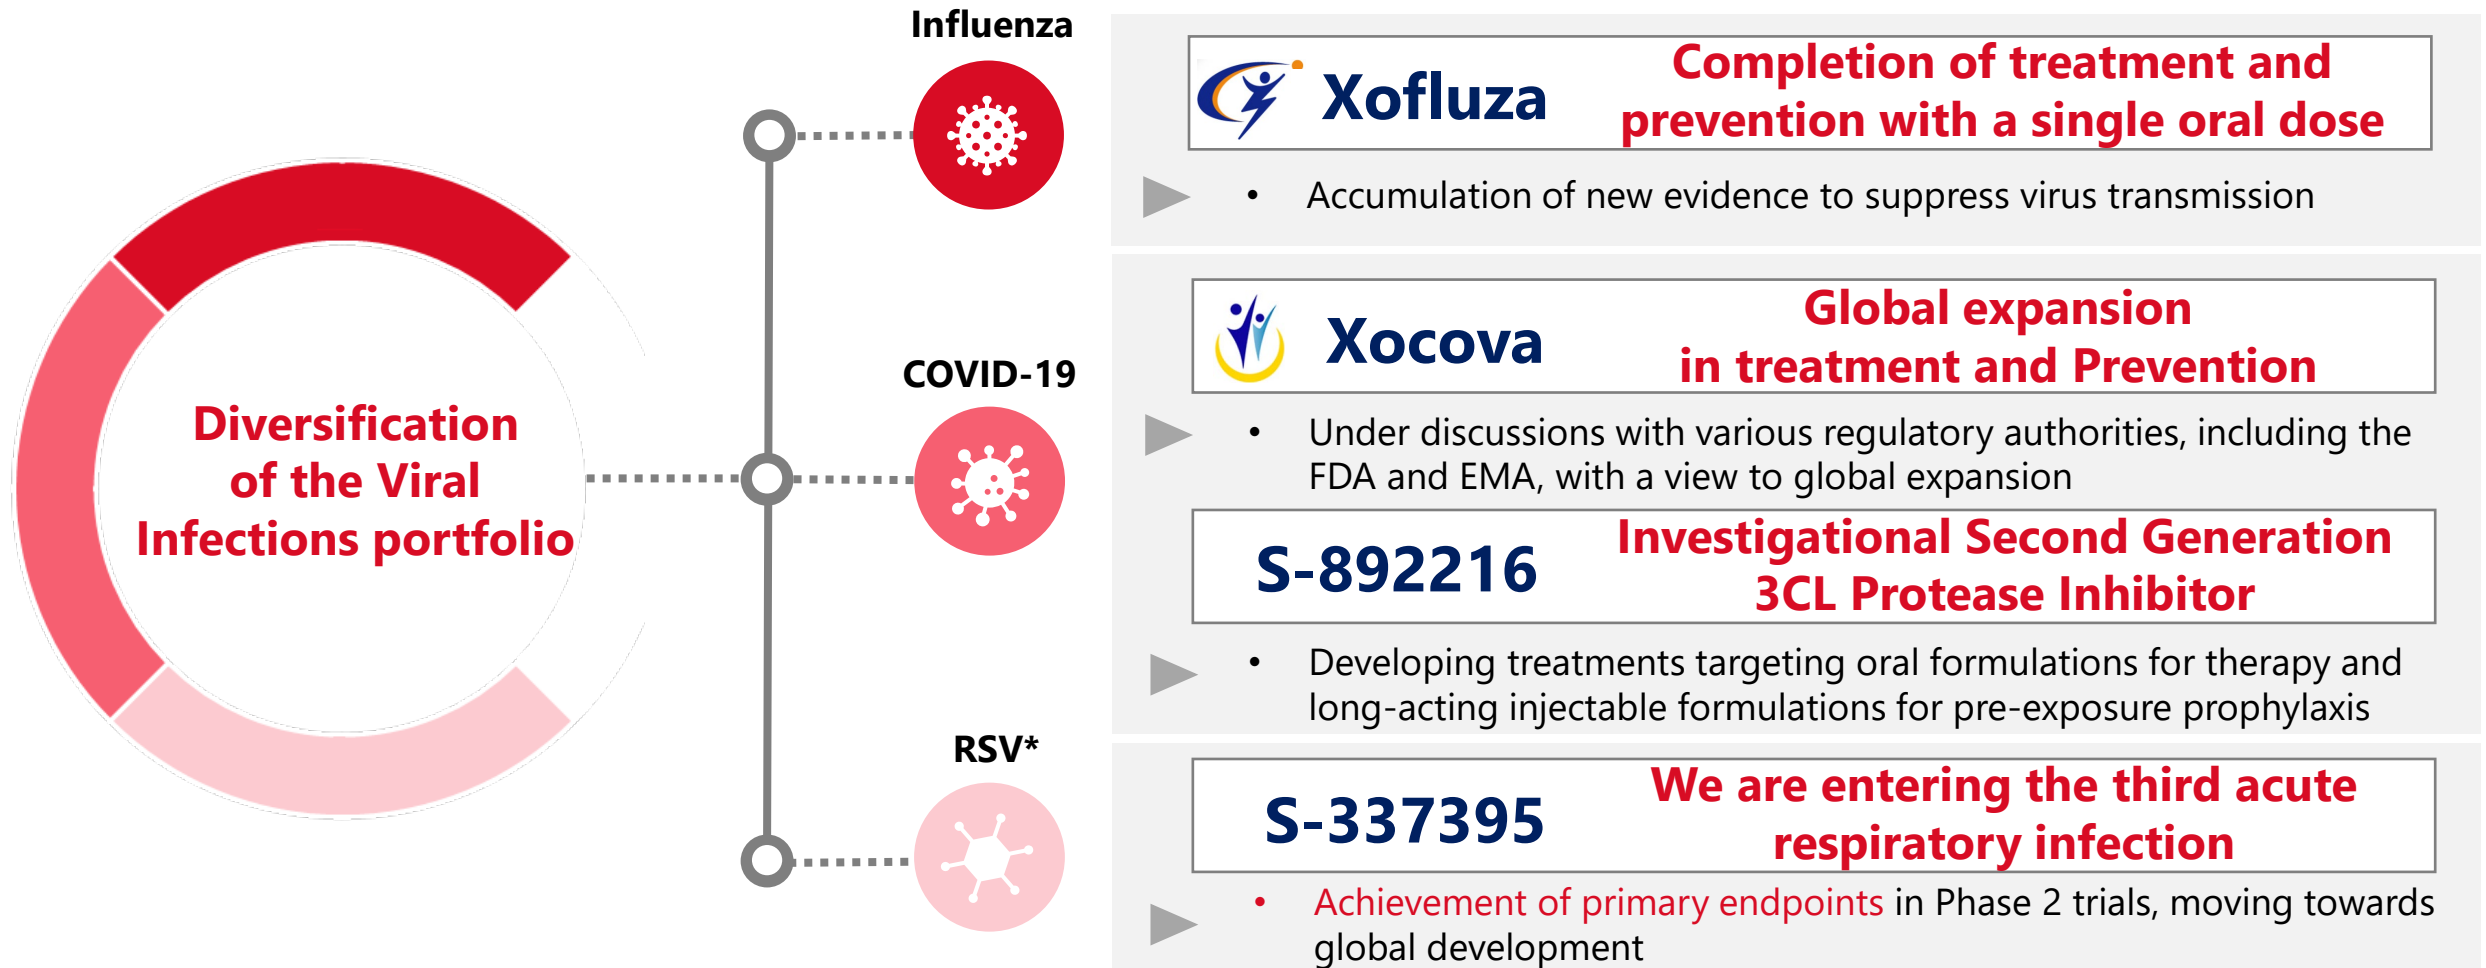 Diversification
of the Viral
Infections portfolio
Influenza
Xofluza
Completion of treatment and
prevention with a single oral dose
• Accumulation of new evidence to suppress virus transmission
COVID-19
Xocova
Global expansion
in treatment and Prevention
• Under discussions with various regulatory authorities, including the
FDA and EMA, with a view to global expansion
S-892216
Investigational Second Generation
3CL Protease Inhibitor
• Developing treatments targeting oral formulations for therapy and
long-acting injectable formulations for pre-exposure prophylaxis
RSV*
S-337395
We are entering the third acute
respiratory infection
• Achievement of primary endpoints in Phase 2 trials, moving towards
global development